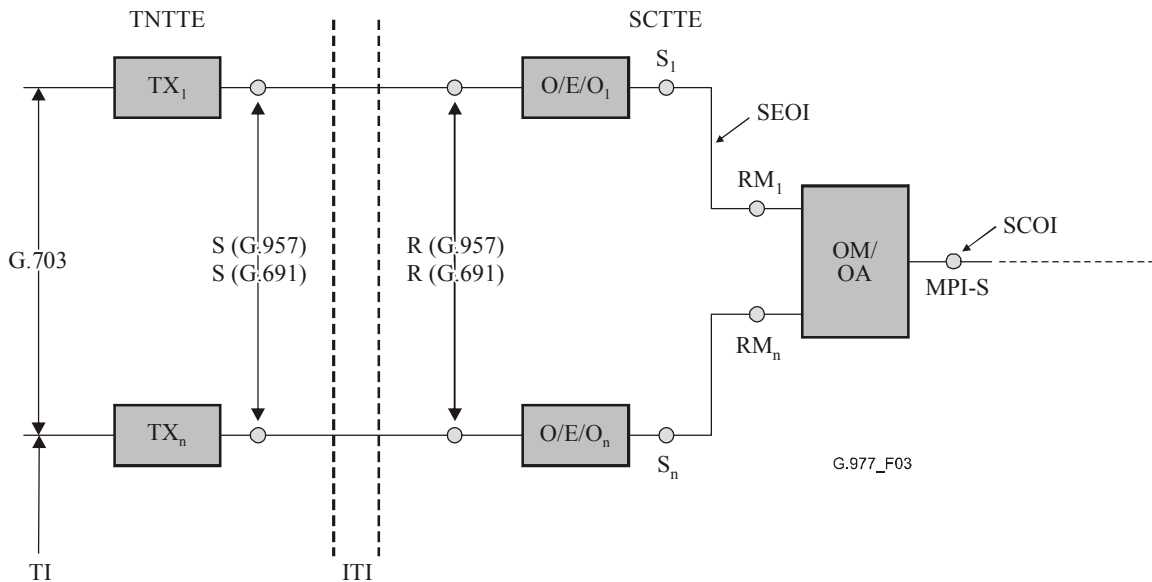 TNTTE
SCTTE
TX1
O/E/O1
S1
SEOI
RM1
G.703
S (G.957)
S (G.691)
R (G.957)
R (G.691)
OM/
OA
SCOI
MPI-S
RMn
TXn
O/E/On
Sn
G.977_F03
TI
ITI